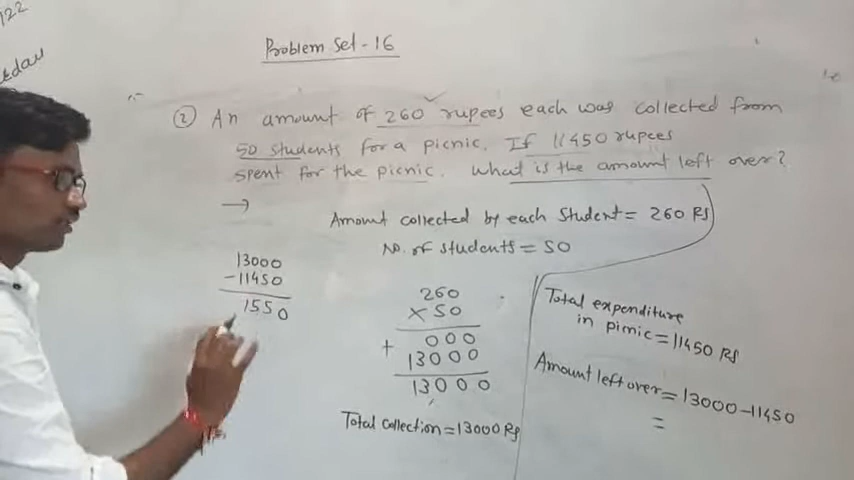 122
Problem Set - 16
② An amount of 260 rupees each was collected from
50 students for a picnic. If 11450 rupees
spent for the picnic. What is the amount left over?
→
Amount collected by each Student = 260 Rs
No. of students = 50
13000
- 11450
1550
260
× 50
000
+ 13000
13000
Total Collection = 13000 Rs
Total expenditure
in picnic = 11450 Rs
Amount left over = 13000 - 11450
=